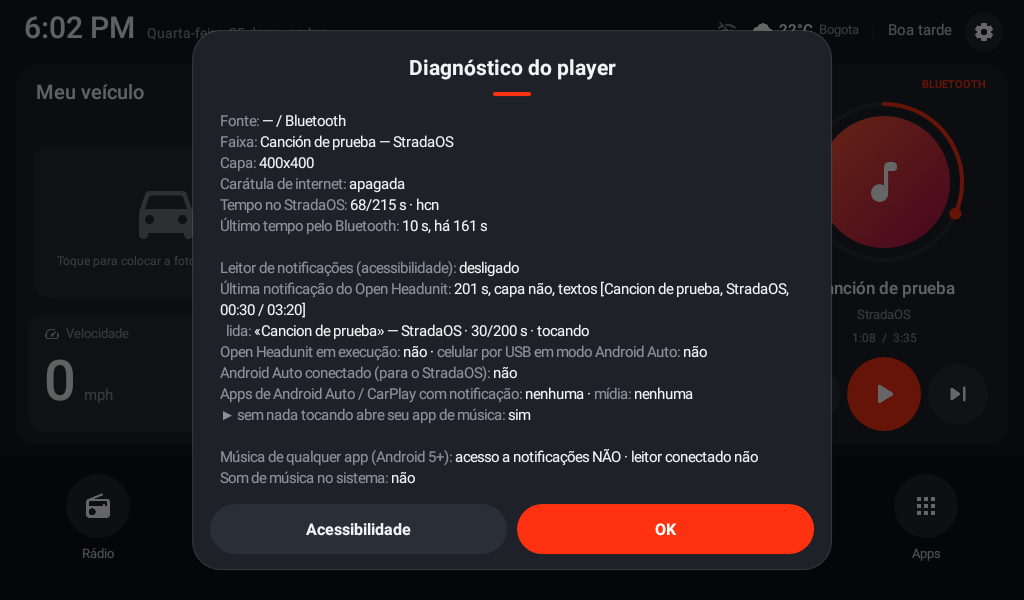 6:02 PM
22°C Bogota
Boa tarde
Diagnóstico do player
Meu veículo
BLUETOOTH
Fonte: — / Bluetooth
Faixa: Canción de prueba — StradaOS
Capa: 400x400
Carátula de internet: apagada
Tempo no StradaOS: 68/215 s · hcn
Último tempo pelo Bluetooth: 10 s, há 161 s
Toque para colocar a
Leitor de notificações (acessibilidade): desligado
Última notificação do Open Headunit: 201 s, capa não, textos [Cancion de prueba, StradaOS,
00:30 / 03:20]
lida: «Cancion de prueba» — StradaOS · 30/200 s · tocando
Open Headunit em execução: não · celular por USB em modo Android Auto: não
Android Auto conectado (para o StradaOS): não
Apps de Android Auto / CarPlay com notificação: nenhuma · mídia: nenhuma
► sem nada tocando abre seu app de música: sim
de prueba
StradaOS
1:08 / 3:35
Velocidade
0 mph
Música de qualquer app (Android 5+): acesso a notificações NÃO · leitor conectado não
Som de música no sistema: não
Acessibilidade
OK
Rádio
Apps